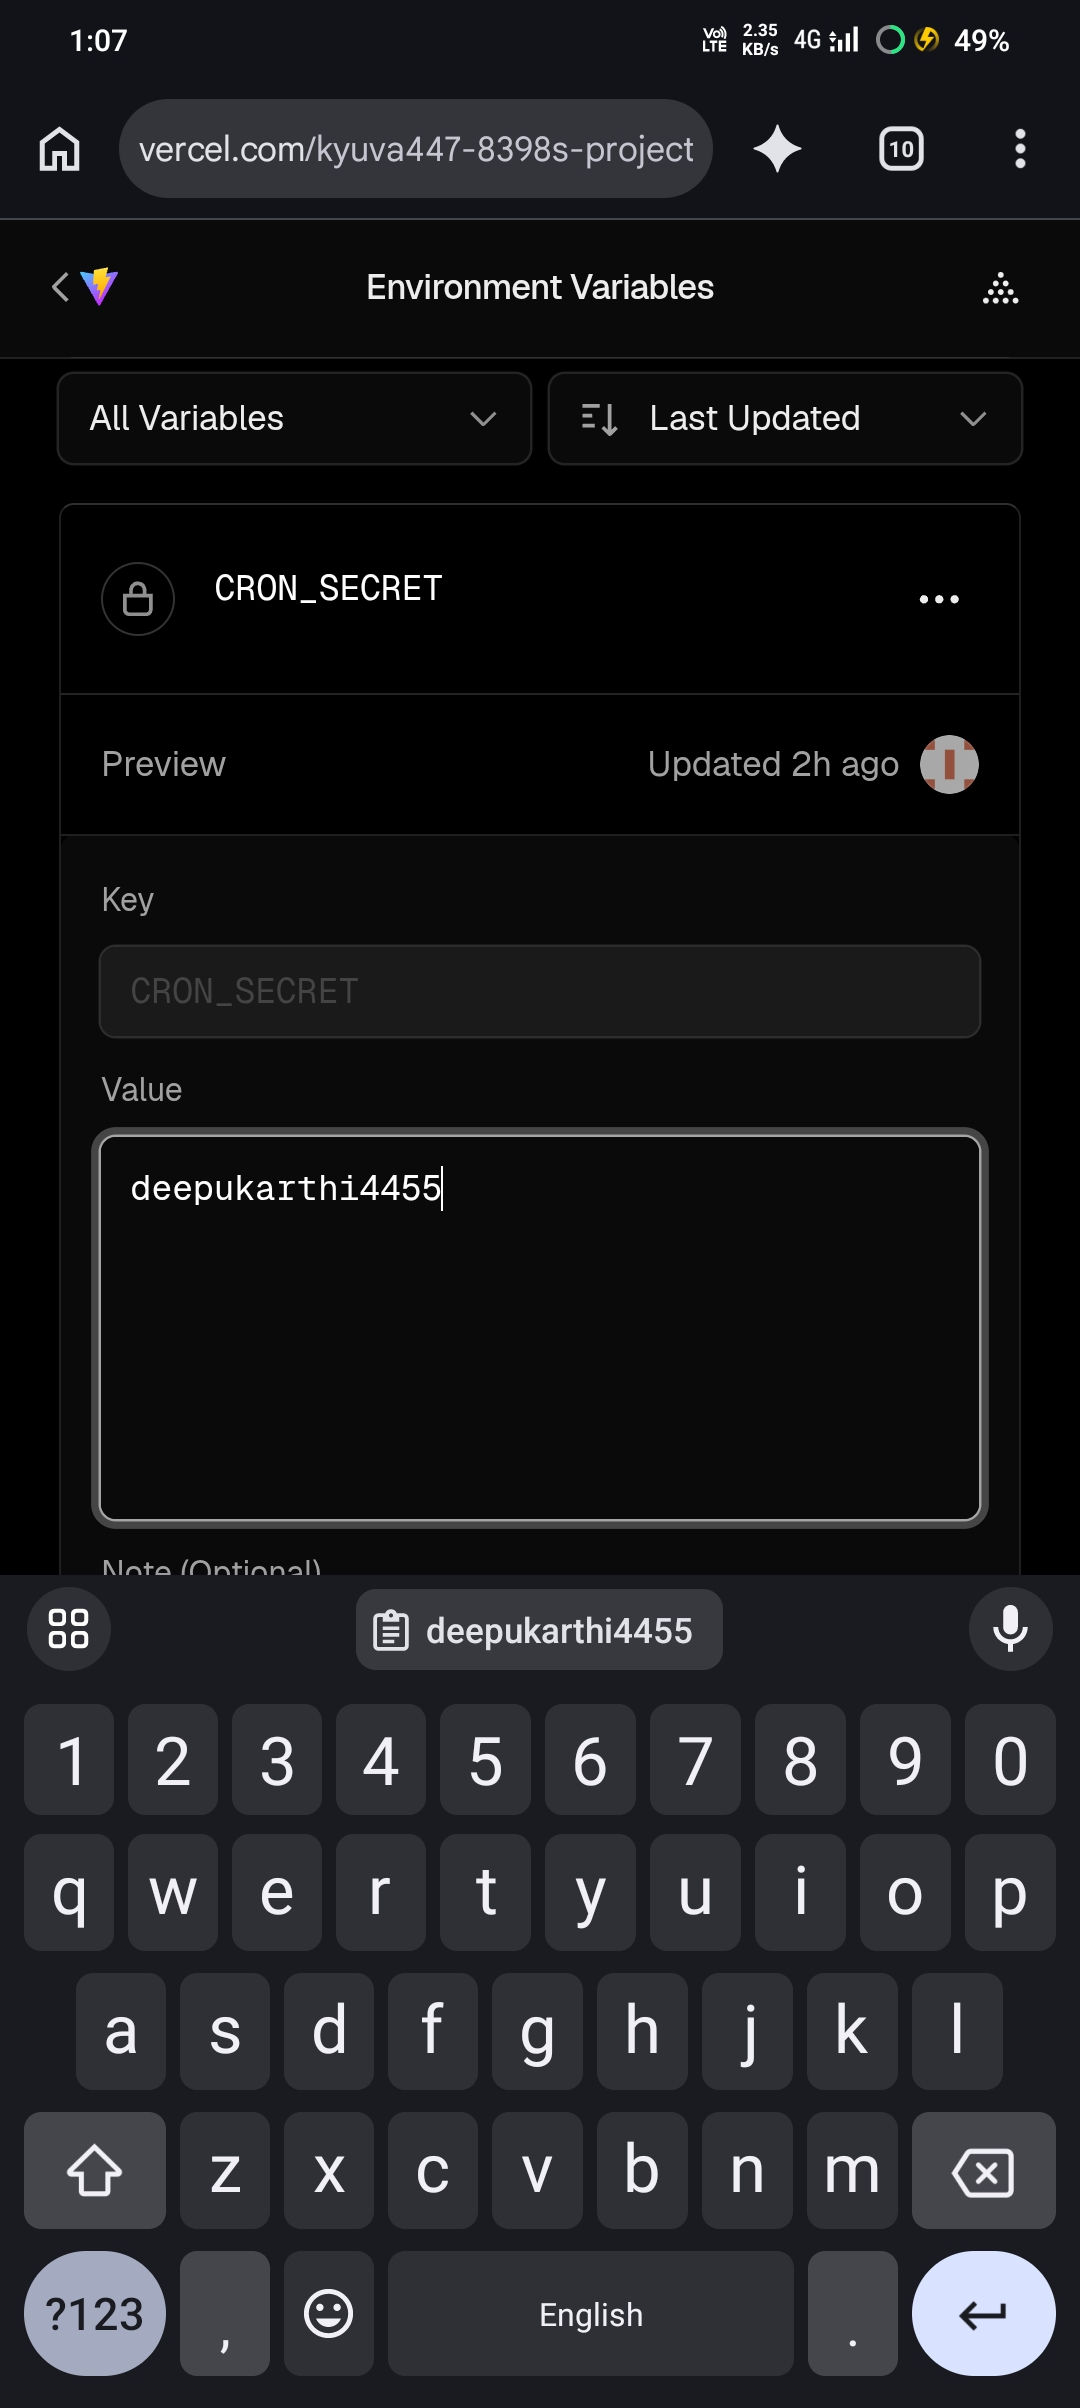 1:07
Vo)) LTE 2.35 KB/s 4G 49%
vercel.com/kyuva447-8398s-project
10
Environment Variables
All Variables
Last Updated
CRON_SECRET
Preview
Updated 2h ago
Key
CRON_SECRET
Value
deepukarthi4455
Note (Optional)
deepukarthi4455
1 2 3 4 5 6 7 8 9 0
q w e r t y u i o p
a s d f g h j k l
z x c v b n m
?123 , English .